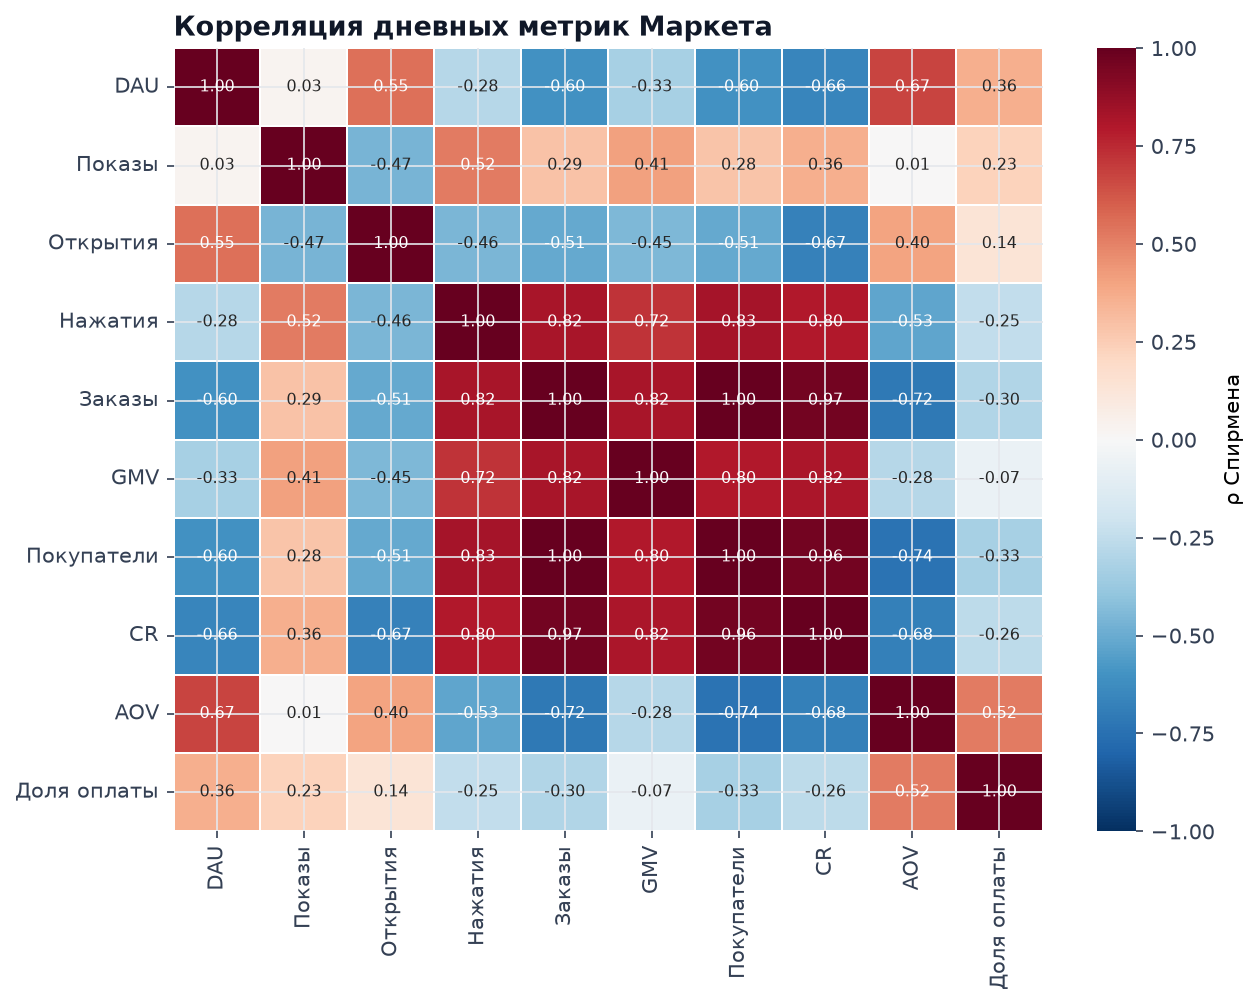 Корреляция дневных метрик Маркета
DAU 1.00 0.03 0.55 -0.28 -0.60 -0.33 -0.60 -0.66 0.67 0.36
Показы 0.03 1.00 -0.47 0.52 0.29 0.41 0.28 0.36 0.01 0.23
Открытия 0.55 -0.47 1.00 -0.46 -0.51 -0.45 -0.51 -0.67 0.40 0.14
Нажатия -0.28 0.52 -0.46 1.00 0.82 0.72 0.83 0.80 -0.53 -0.25
Заказы -0.60 0.29 -0.51 0.82 1.00 0.82 1.00 0.97 -0.72 -0.30
GMV -0.33 0.41 -0.45 0.72 0.82 1.00 0.80 0.82 -0.28 -0.07
Покупатели -0.60 0.28 -0.51 0.83 1.00 0.80 1.00 0.96 -0.74 -0.33
CR -0.66 0.36 -0.67 0.80 0.97 0.82 0.96 1.00 -0.68 -0.26
AOV 0.67 0.01 0.40 -0.53 -0.72 -0.28 -0.74 -0.68 1.00 0.52
Доля оплаты 0.36 0.23 0.14 -0.25 -0.30 -0.07 -0.33 -0.26 0.52 1.00
DAU
Показы
Открытия
Нажатия
Заказы
GMV
Покупатели
CR
AOV
Доля оплаты
1.00
0.75
0.50
0.25
0.00
−0.25
−0.50
−0.75
−1.00
ρ Спирмена